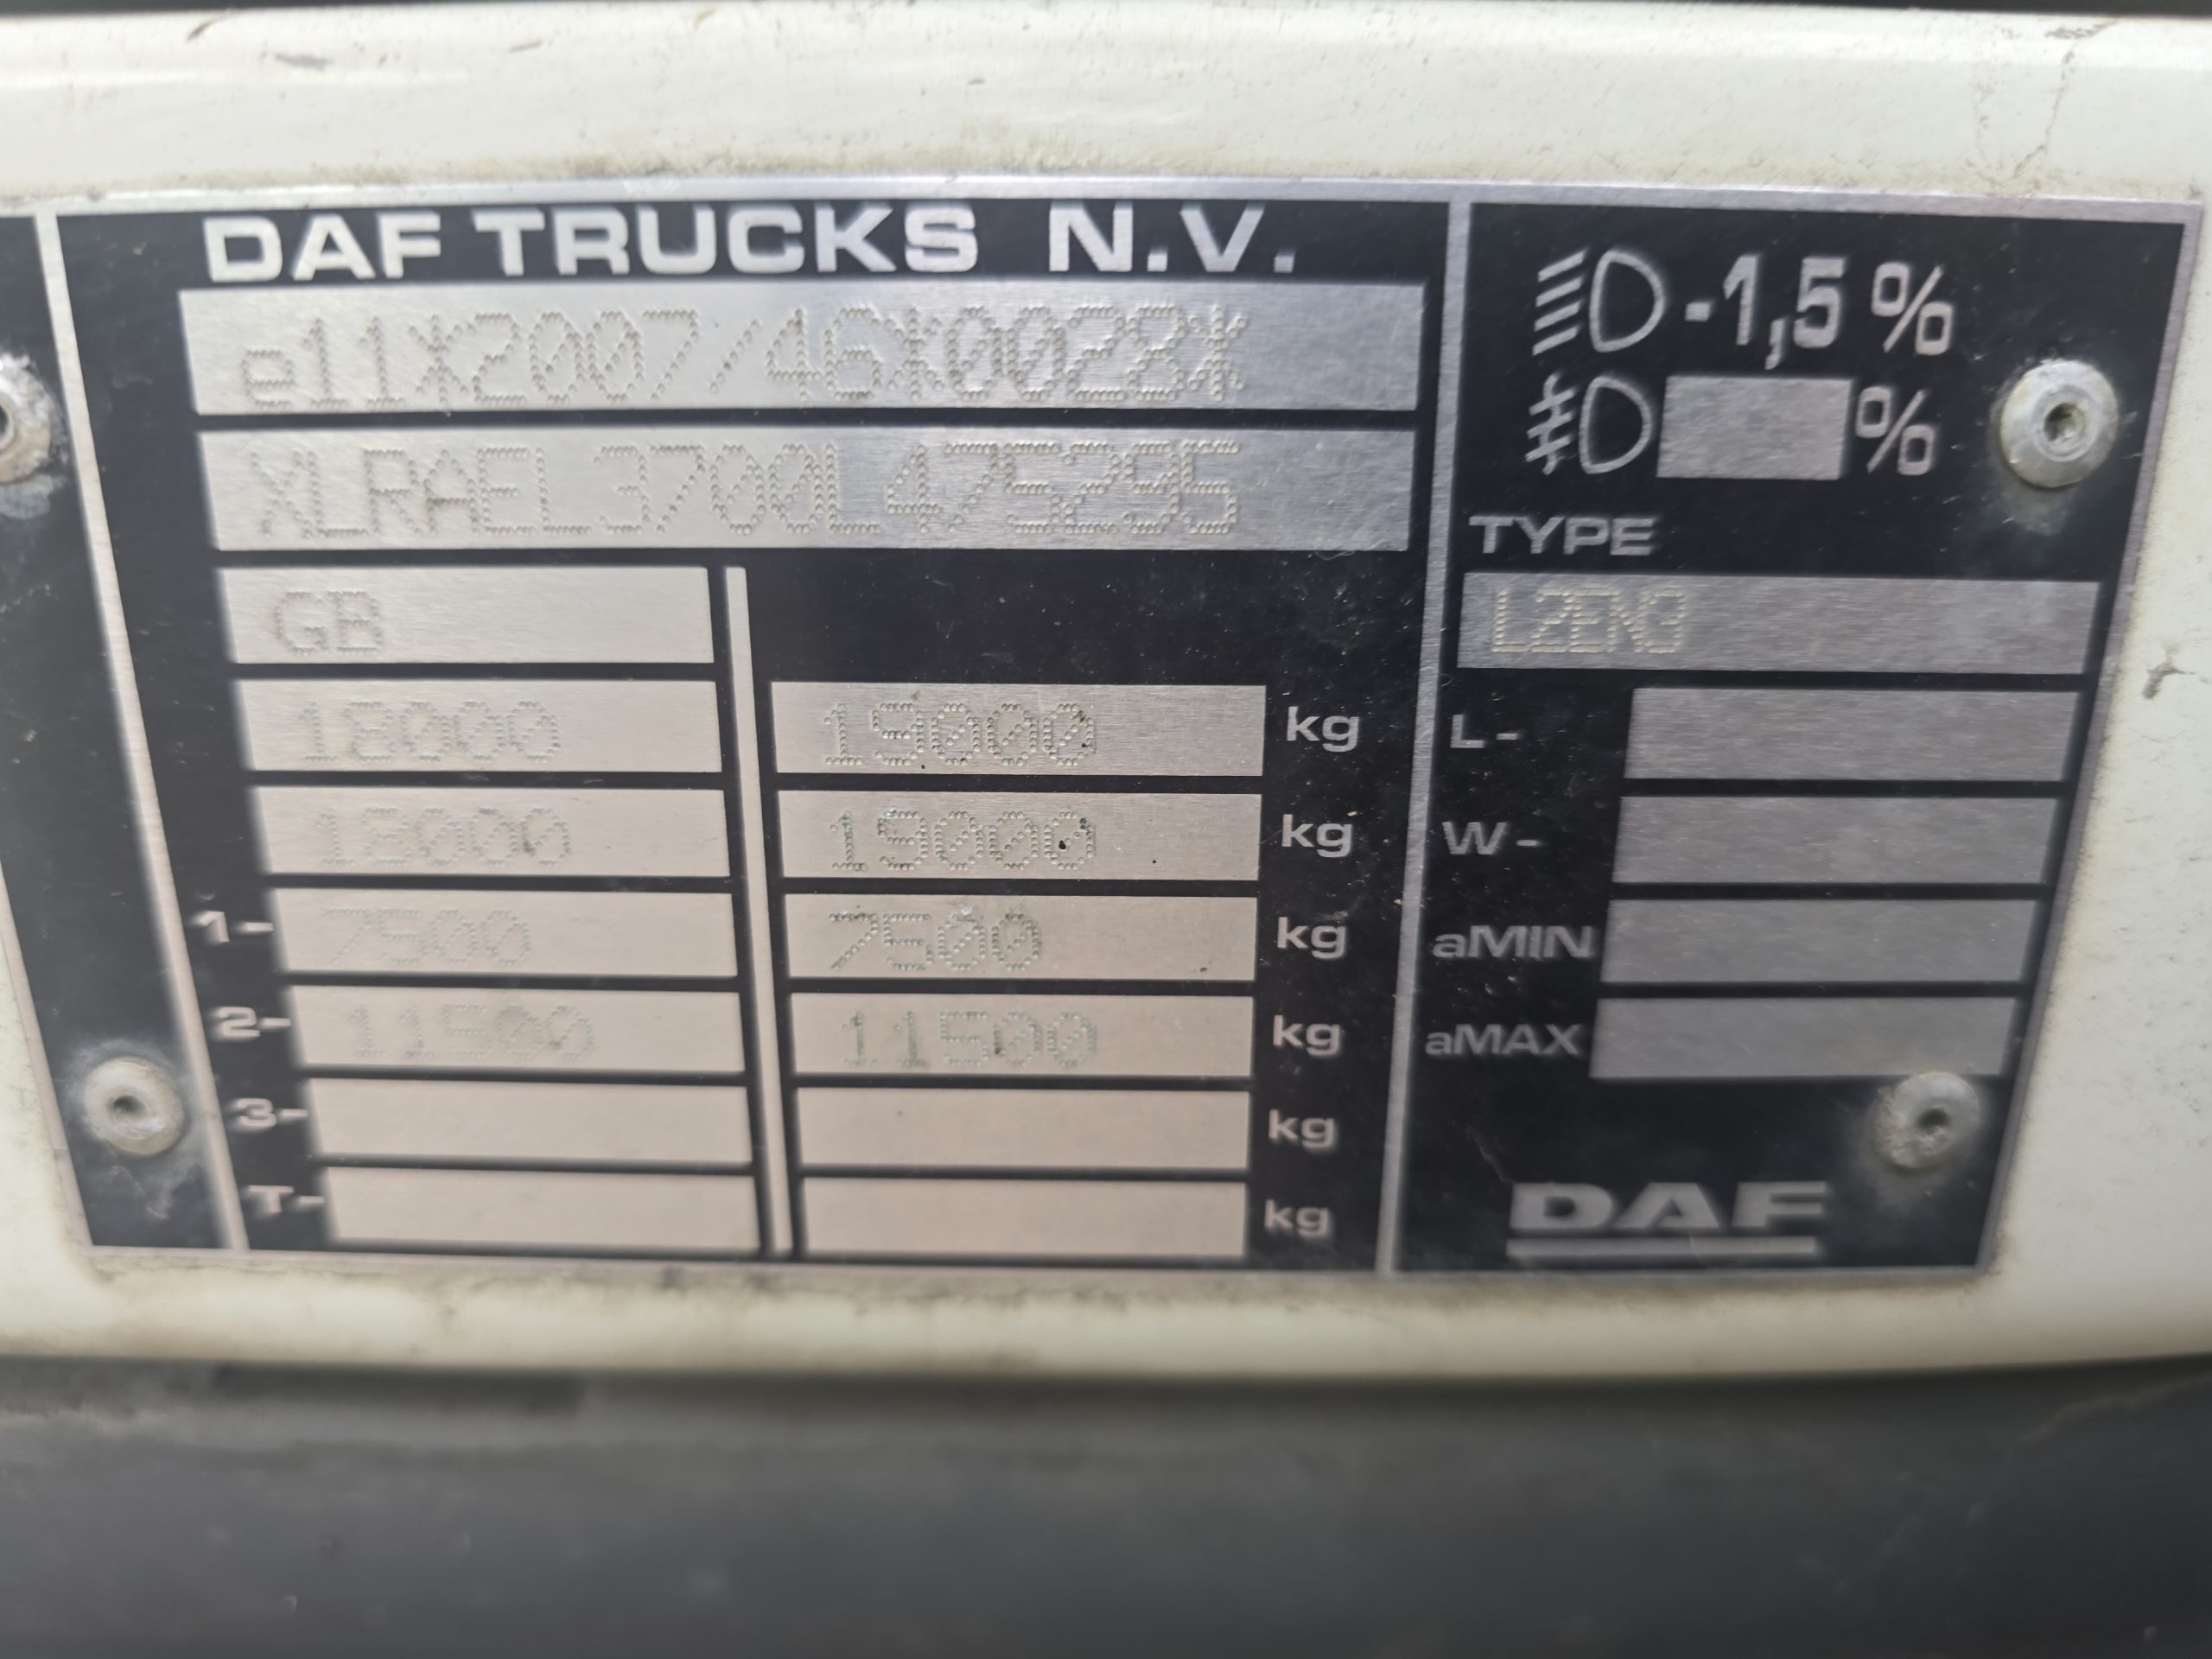 DAF TRUCKS N.V.
e11*2007/46*0028*
XLRAEL3700L475295
GB
18000 19000 kg
18000 19000 kg
1- 7500 7500 kg
2- 11500 11500 kg
3- kg
T- kg
-1,5 %
%
TYPE
L2EN3
L-
W-
aMIN
aMAX
DAF